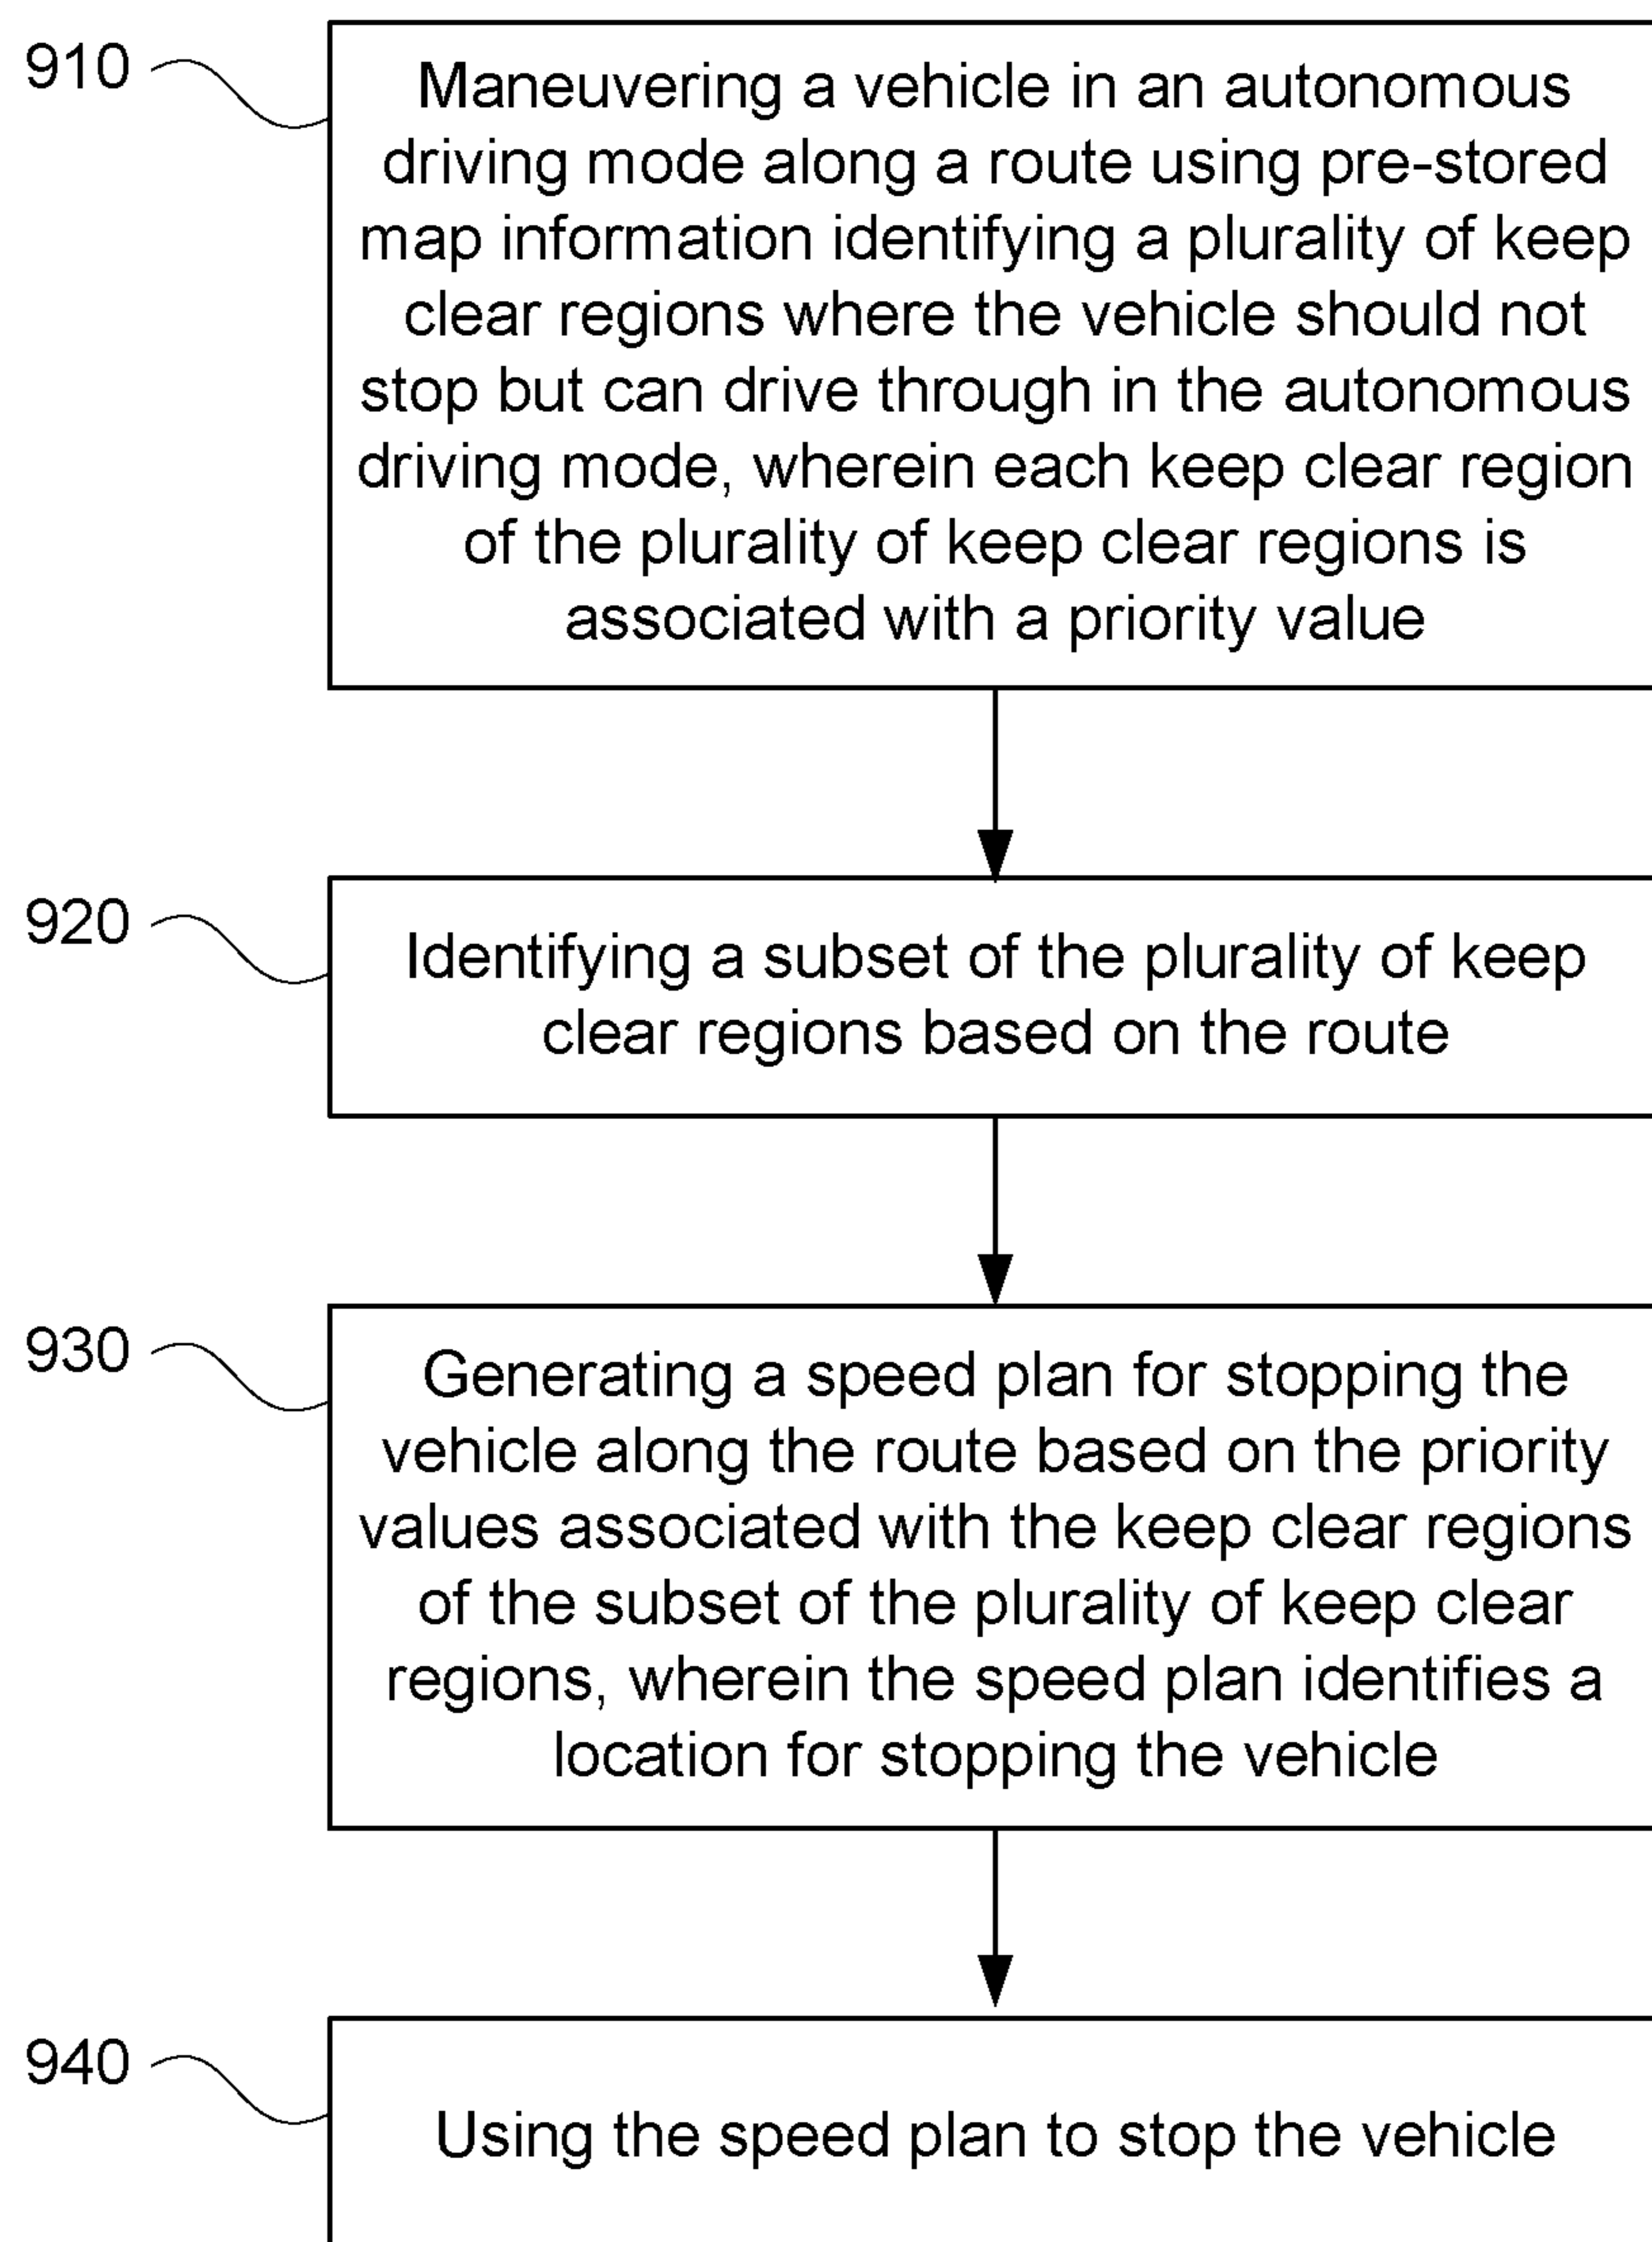 910
Maneuvering a vehicle in an autonomous
driving mode along a route using pre-stored
map information identifying a plurality of keep
clear regions where the vehicle should not
stop but can drive through in the autonomous
driving mode, wherein each keep clear region
of the plurality of keep clear regions is
associated with a priority value
920
Identifying a subset of the plurality of keep
clear regions based on the route
930
Generating a speed plan for stopping the
vehicle along the route based on the priority
values associated with the keep clear regions
of the subset of the plurality of keep clear
regions, wherein the speed plan identifies a
location for stopping the vehicle
940
Using the speed plan to stop the vehicle